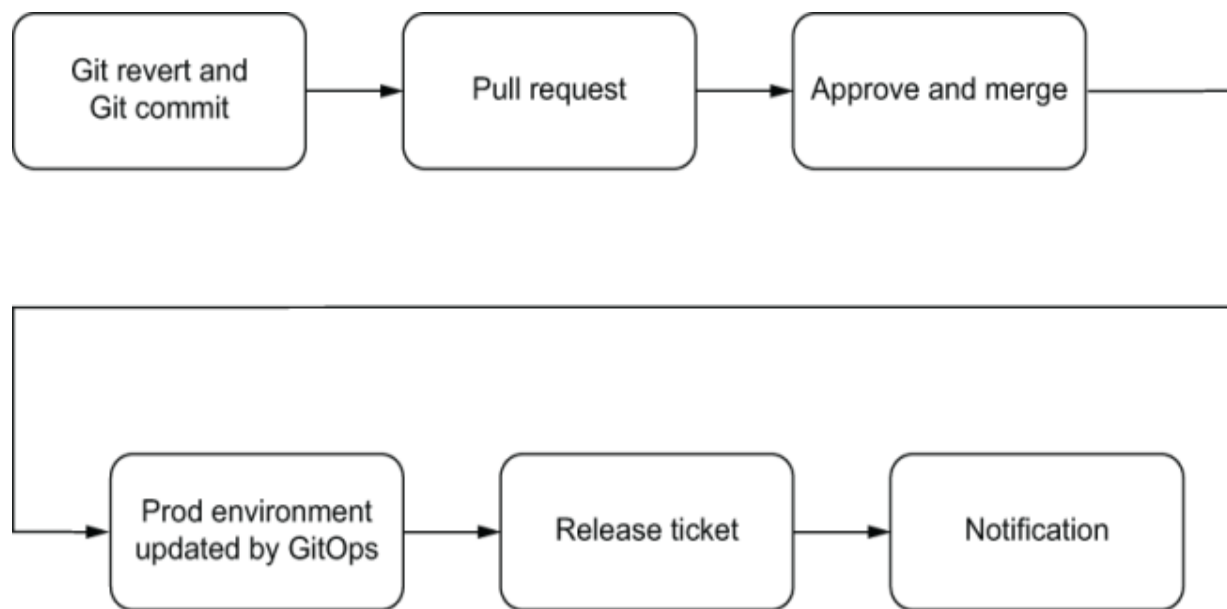 Git revert and
Git commit
Pull request
Approve and merge
Prod environment
updated by GitOps
Release ticket
Notification